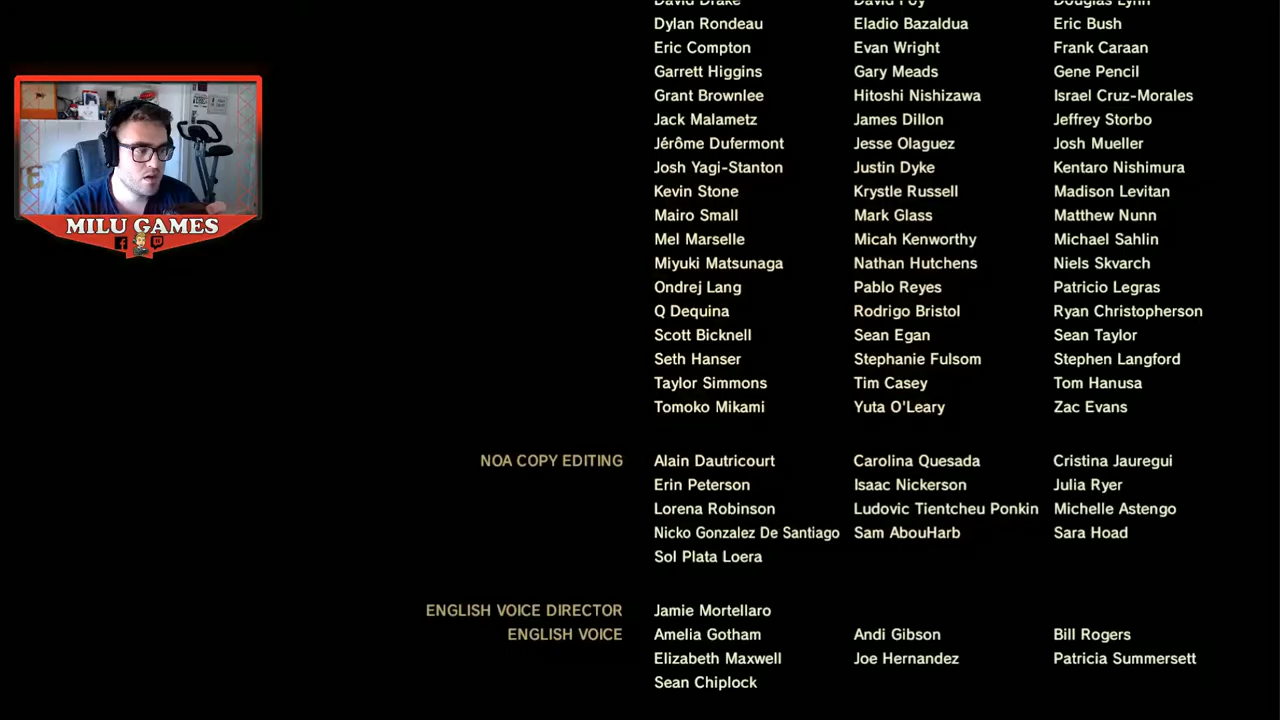 David Drake David Foy Douglas Lynn
Dylan Rondeau Eladio Bazaldua Eric Bush
Eric Compton Evan Wright Frank Caraan
Garrett Higgins Gary Meads Gene Pencil
Grant Brownlee Hitoshi Nishizawa Israel Cruz-Morales
Jack Malametz James Dillon Jeffrey Storbo
Jérôme Dufermont Jesse Olaguez Josh Mueller
Josh Yagi-Stanton Justin Dyke Kentaro Nishimura
Kevin Stone Krystle Russell Madison Levitan
Mairo Small Mark Glass Matthew Nunn
MILU GAMES
Mel Marselle Micah Kenworthy Michael Sahlin
Miyuki Matsunaga Nathan Hutchens Niels Skvarch
Ondrej Lang Pablo Reyes Patricio Legras
Q Dequina Rodrigo Bristol Ryan Christopherson
Scott Bicknell Sean Egan Sean Taylor
Seth Hanser Stephanie Fulsom Stephen Langford
Taylor Simmons Tim Casey Tom Hanusa
Tomoko Mikami Yuta O'Leary Zac Evans
NOA COPY EDITING Alain Dautricourt Carolina Quesada Cristina Jauregui
Erin Peterson Isaac Nickerson Julia Ryer
Lorena Robinson Ludovic Tientcheu Ponkin Michelle Astengo
Nicko Gonzalez De Santiago Sam AbouHarb Sara Hoad
Sol Plata Loera
ENGLISH VOICE DIRECTOR Jamie Mortellaro
ENGLISH VOICE Amelia Gotham Andi Gibson Bill Rogers
Elizabeth Maxwell Joe Hernandez Patricia Summersett
Sean Chiplock